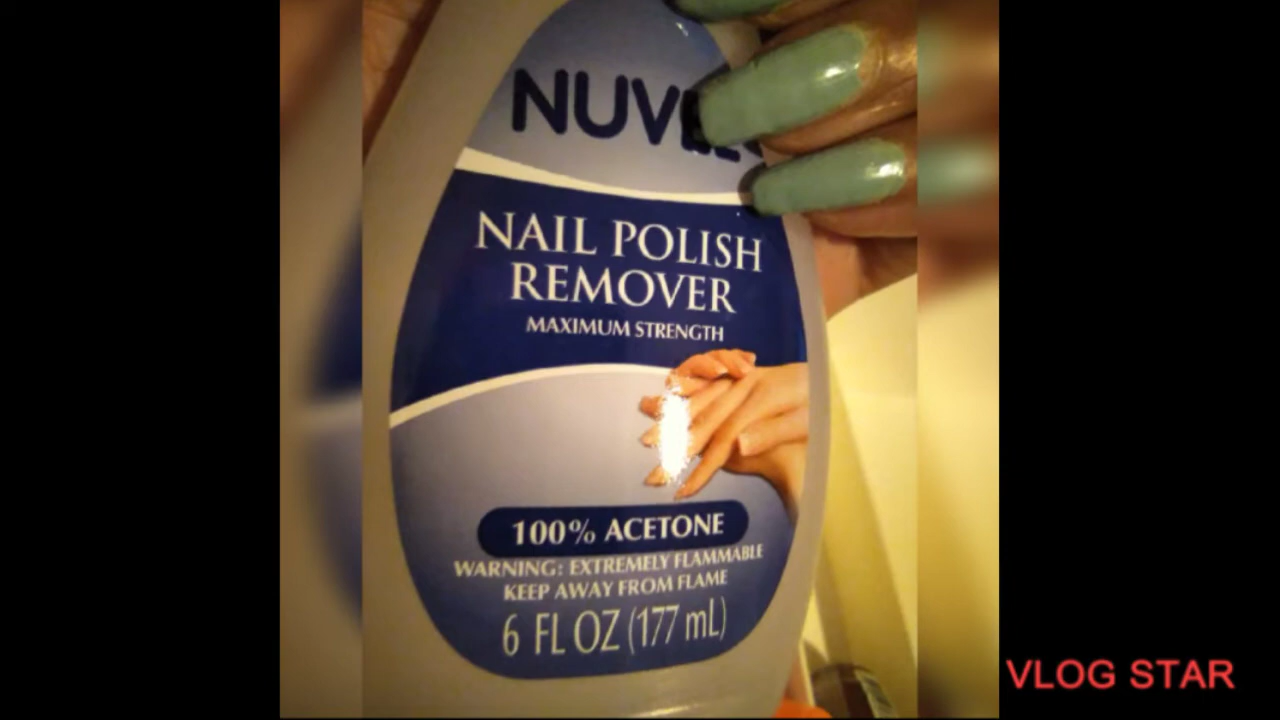 NAIL POLISH
REMOVER
MAXIMUM STRENGTH
100% ACETONE
WARNING: EXTREMELY FLAMMABLE
KEEP AWAY FROM FLAME
6 FL OZ (177 mL)
VLOG STAR